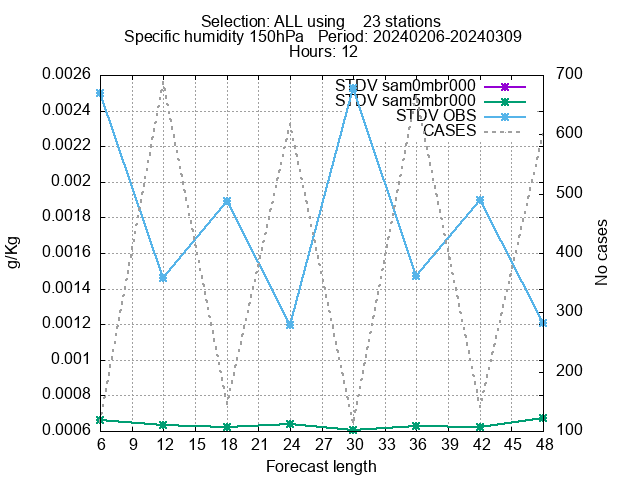 Selection: ALL using    23 stations
Specific humidity 150hPa   Period: 20240206-20240309
Hours: 12
STDV sam0mbr000
STDV sam5mbr000
STDV OBS
CASES
0.0026
0.0024
0.0022
0.002
0.0018
0.0016
0.0014
0.0012
0.001
0.0008
0.0006
g/Kg
700
600
500
400
300
200
100
No cases
6 12 15 18 21 24 27 30 33 36 39 42 45 48
Forecast length